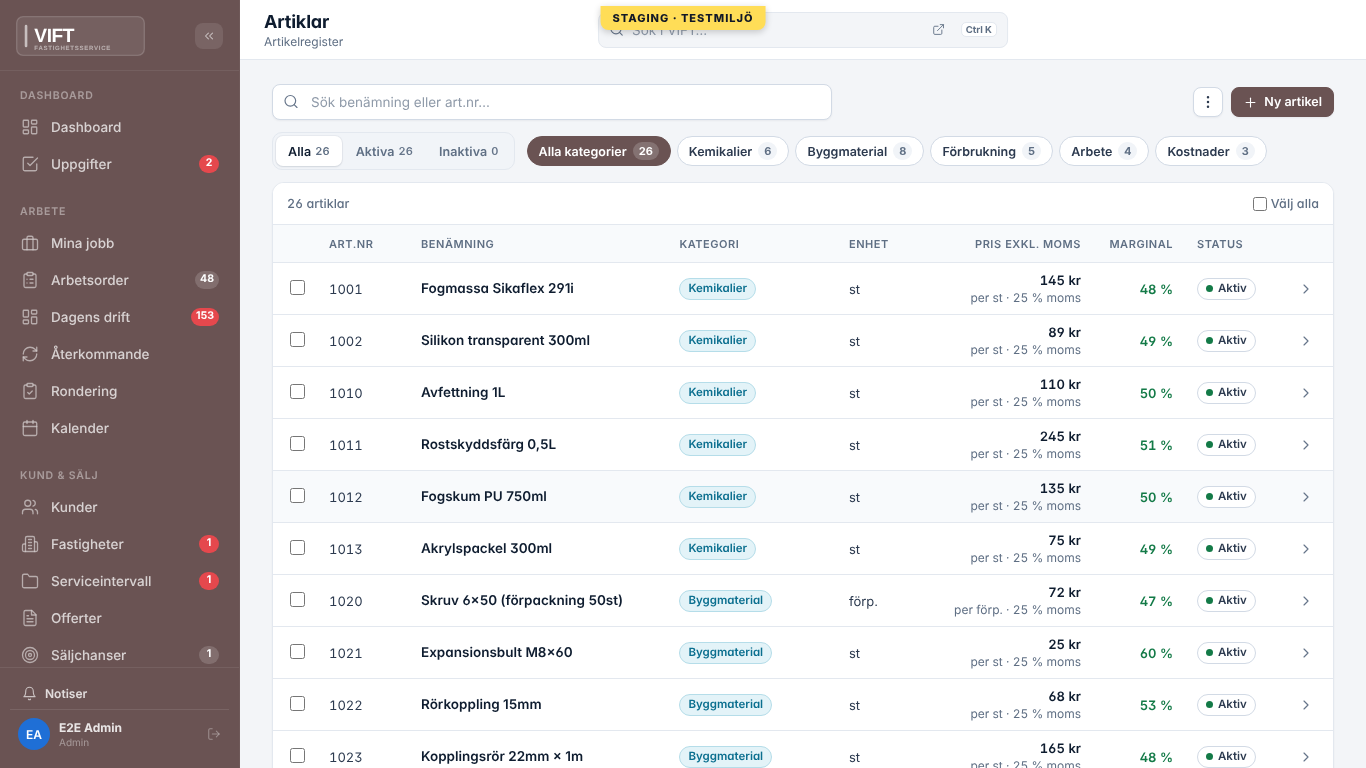 VIFT
FASTIGHETSSERVICE
DASHBOARD
Dashboard
Uppgifter 2
ARBETE
Mina jobb
Arbetsorder 48
Dagens drift 153
Återkommande
Rondering
Kalender
KUND & SÄLJ
Kunder
Fastigheter 1
Serviceintervall 1
Offerter
Säljchanser 1
Notiser
EA E2E Admin
Admin
Artiklar
Artikelregister
STAGING · TESTMILJÖ
Sök i VIFT... Ctrl K
Sök benämning eller art.nr...
Ny artikel
Alla 26 Aktiva 26 Inaktiva 0 Alla kategorier 26 Kemikalier 6 Byggmaterial 8 Förbrukning 5 Arbete 4 Kostnader 3
26 artiklar Välj alla
ART.NR BENÄMNING KATEGORI ENHET PRIS EXKL. MOMS MARGINAL STATUS
1001 Fogmassa Sikaflex 291i Kemikalier st 145 kr 48 % Aktiv
per st · 25 % moms
1002 Silikon transparent 300ml Kemikalier st 89 kr 49 % Aktiv
per st · 25 % moms
1010 Avfettning 1L Kemikalier st 110 kr 50 % Aktiv
per st · 25 % moms
1011 Rostskyddsfärg 0,5L Kemikalier st 245 kr 51 % Aktiv
per st · 25 % moms
1012 Fogskum PU 750ml Kemikalier st 135 kr 50 % Aktiv
per st · 25 % moms
1013 Akrylspackel 300ml Kemikalier st 75 kr 49 % Aktiv
per st · 25 % moms
1020 Skruv 6×50 (förpackning 50st) Byggmaterial förp. 72 kr 47 % Aktiv
per förp. · 25 % moms
1021 Expansionsbult M8×60 Byggmaterial st 25 kr 60 % Aktiv
per st · 25 % moms
1022 Rörkoppling 15mm Byggmaterial st 68 kr 53 % Aktiv
per st · 25 % moms
1023 Kopplingsrör 22mm × 1m Byggmaterial st 165 kr 48 % Aktiv
per st · 25 % moms